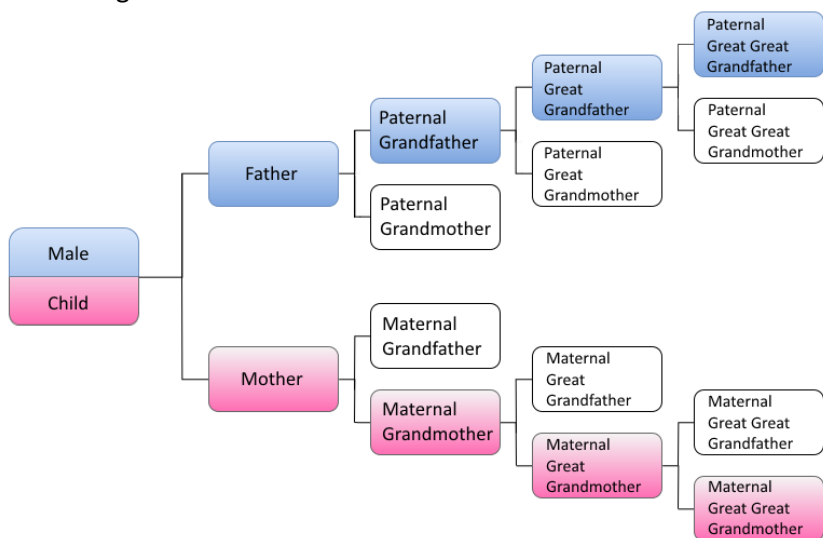 Male
Child
Father
Mother
Paternal
Grandfather
Paternal
Grandmother
Maternal
Grandfather
Maternal
Grandmother
Paternal
Great
Grandfather
Paternal
Great
Grandmother
Maternal
Great
Grandfather
Maternal
Great
Grandmother
Paternal
Great Great
Grandfather
Paternal
Great Great
Grandmother
Maternal
Great Great
Grandfather
Maternal
Great Great
Grandmother